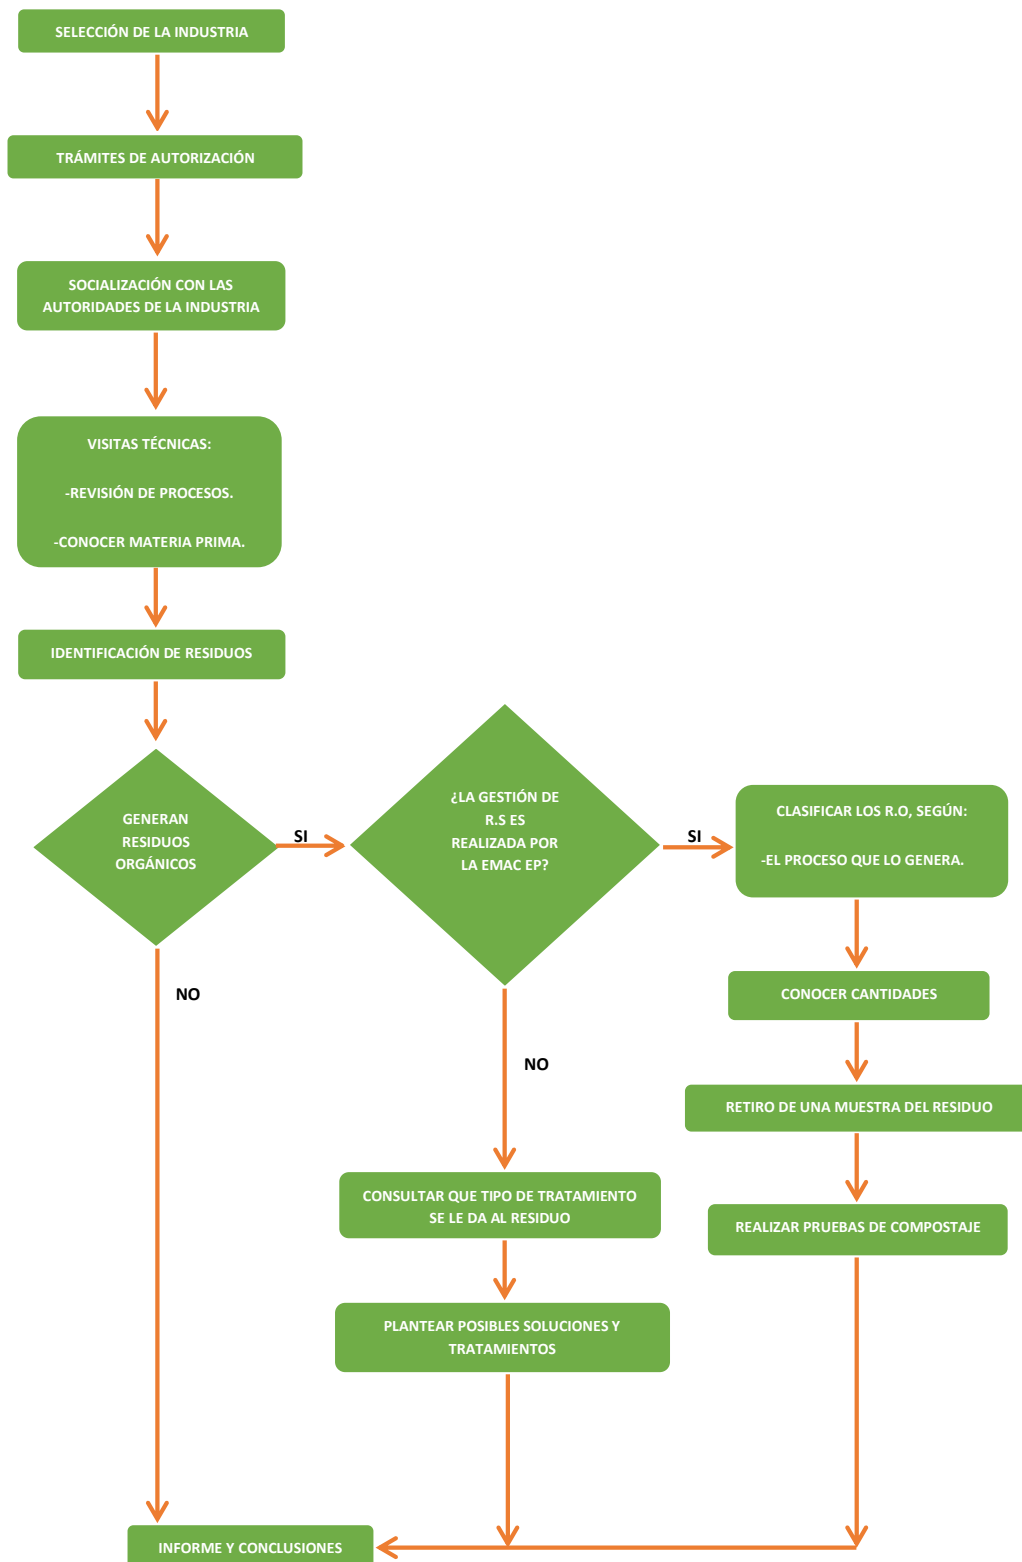 SELECCIÓN DE LA INDUSTRIA
TRÁMITES DE AUTORIZACIÓN
SOCIALIZACIÓN CON LAS
AUTORIDADES DE LA INDUSTRIA
VISITAS TÉCNICAS:
-REVISIÓN DE PROCESOS.
-CONOCER MATERIA PRIMA.
IDENTIFICACIÓN DE RESIDUOS
GENERAN
RESIDUOS
ORGÁNICOS
SI
NO
¿LA GESTIÓN DE
R.S ES
REALIZADA POR
LA EMAC EP?
SI
NO
CLASIFICAR LOS R.O, SEGÚN:
-EL PROCESO QUE LO GENERA.
CONOCER CANTIDADES
RETIRO DE UNA MUESTRA DEL RESIDUO
REALIZAR PRUEBAS DE COMPOSTAJE
CONSULTAR QUE TIPO DE TRATAMIENTO
SE LE DA AL RESIDUO
PLANTEAR POSIBLES SOLUCIONES Y
TRATAMIENTOS
INFORME Y CONCLUSIONES